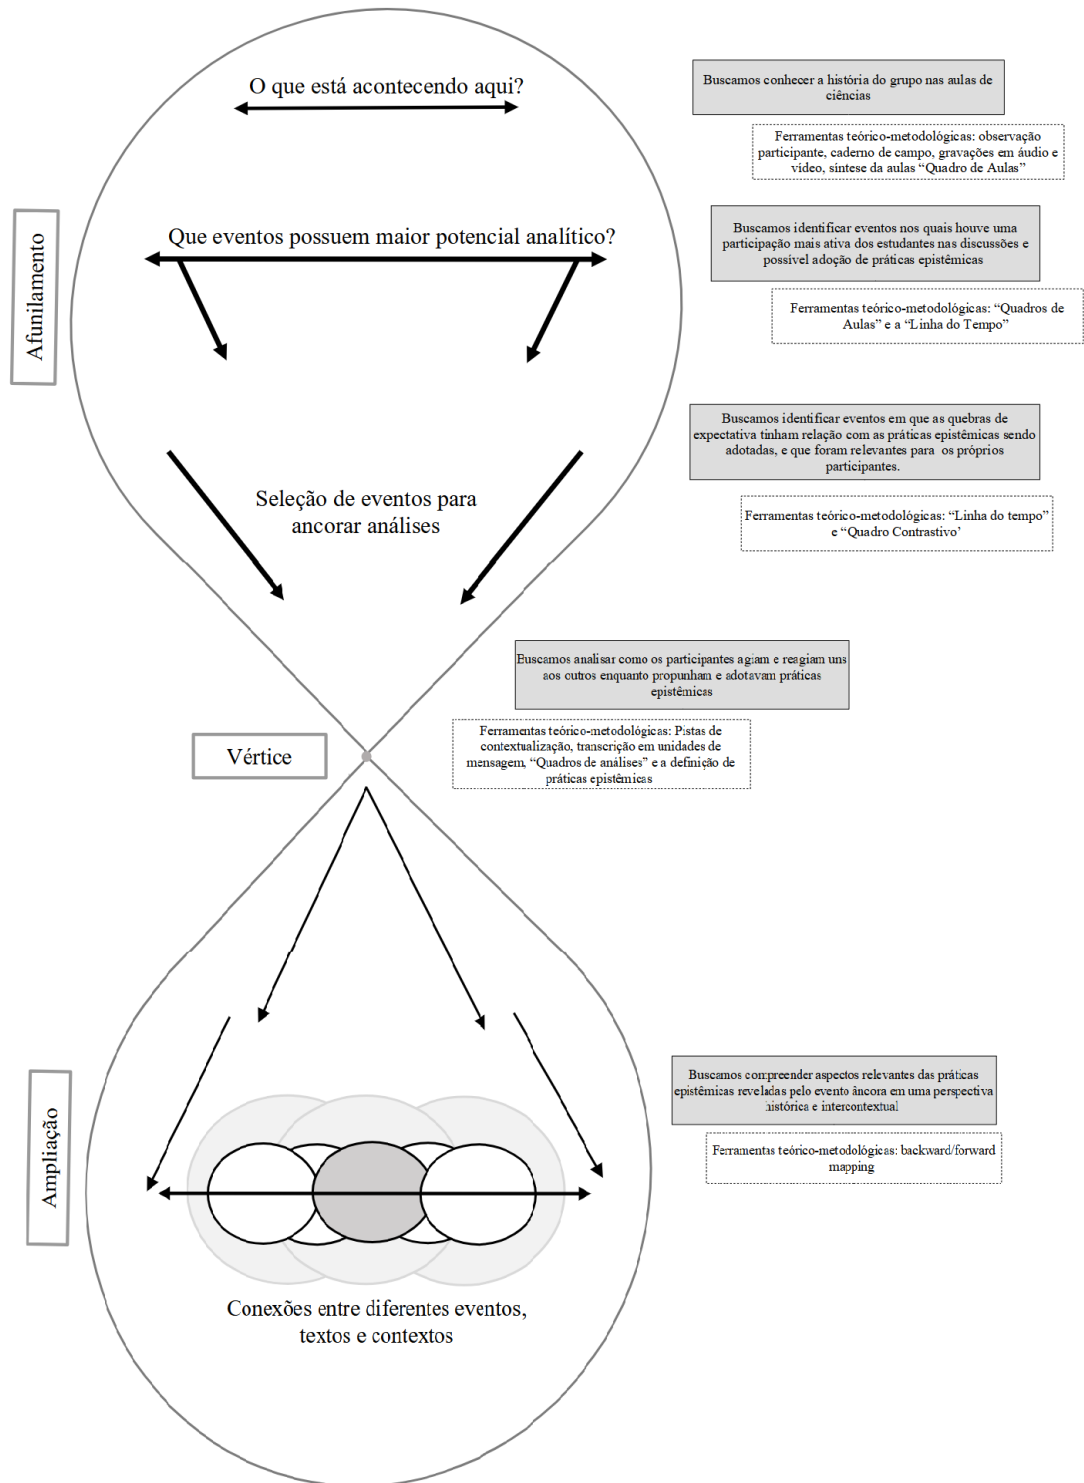 O que está acontecendo aqui?
Buscamos conhecer a história do grupo nas aulas de
ciências
Ferramentas teórico-metodológicas: observação
participante, caderno de campo, gravações em áudio e
vídeo, síntese da aulas “Quadro de Aulas”
Afunilamento
Que eventos possuem maior potencial analítico?
Buscamos identificar eventos nos quais houve uma
participação mais ativa dos estudantes nas discussões e
possível adoção de práticas epistêmicas
Ferramentas teórico-metodológicas: “Quadros de
Aulas” e a “Linha do Tempo”
Seleção de eventos para
ancorar análises
Buscamos identificar eventos em que as quebras de
expectativa tinham relação com as práticas epistêmicas sendo
adotadas, e que foram relevantes para os próprios
participantes.
Ferramentas teórico-metodológicas: “Linha do tempo”
e “Quadro Contrastivo’
Vértice
Buscamos analisar como os participantes agiam e reagiam uns
aos outros enquanto propunham e adotavam práticas
epistêmicas
Ferramentas teórico-metodológicas: Pistas de
contextualização, transcrição em unidades de
mensagem, “Quadros de análises” e a definição de
práticas epistêmicas
Ampliação
Buscamos compreender aspectos relevantes das práticas
epistêmicas reveladas pelo evento âncora em uma perspectiva
histórica e intercontextual
Ferramentas teórico-metodológicas: backward/forward
mapping
Conexões entre diferentes eventos,
textos e contextos